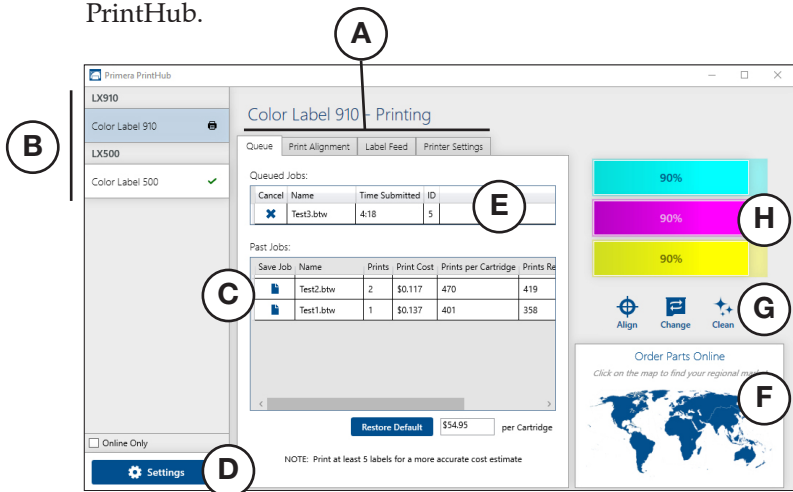 PrintHub.
A
Primera PrintHub
LX910
Color Label 910
B
LX500
Color Label 500
Color Label 910 - Printing
Queue Print Alignment Label Feed Printer Settings
Queued Jobs:
Cancel Name Time Submitted ID
Test3.btw 4:18 5
E
Past Jobs:
Save Job Name Prints Print Cost Prints per Cartridge Prints Re
Test2.btw 2 $0.117 470 419
Test1.btw 1 $0.137 401 358
C
Restore Default $54.95 per Cartridge
NOTE: Print at least 5 labels for a more accurate cost estimate
90%
90%
H
90%
Align Change Clean
G
Order Parts Online
Click on the map to find your regional market
F
Online Only
Settings
D